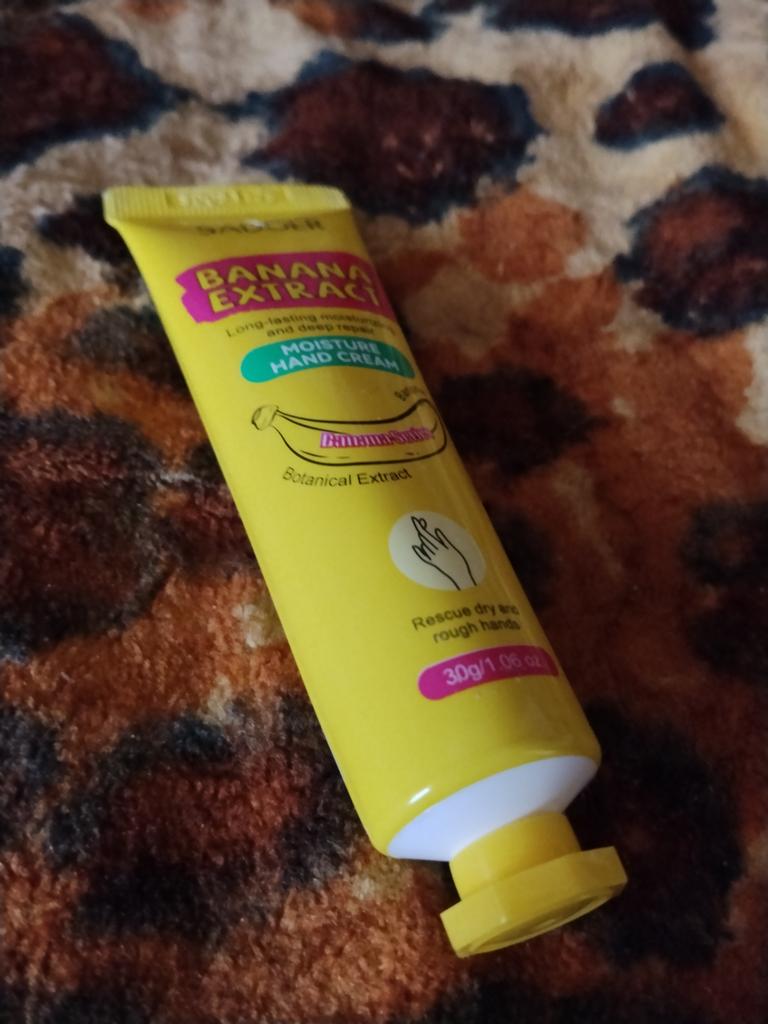 SADOER
BANANA
EXTRACT
Long-lasting moisturizing
and deep repair
MOISTURE
HAND CREAM
Botanical Extract
Rescue dry and
rough hands
30g/1.06 oz